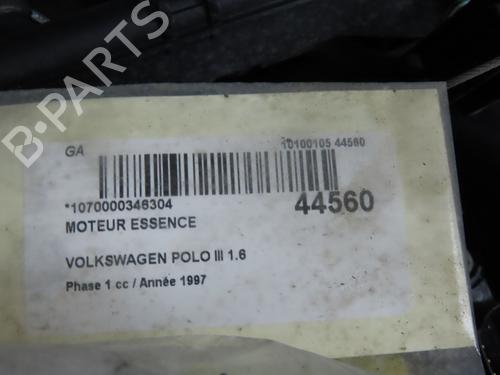 GA
10100105 44560
*1070000346304
44560
MOTEUR ESSENCE
VOLKSWAGEN POLO III 1.6
Phase 1 cc / Année 1997
B-PARTS